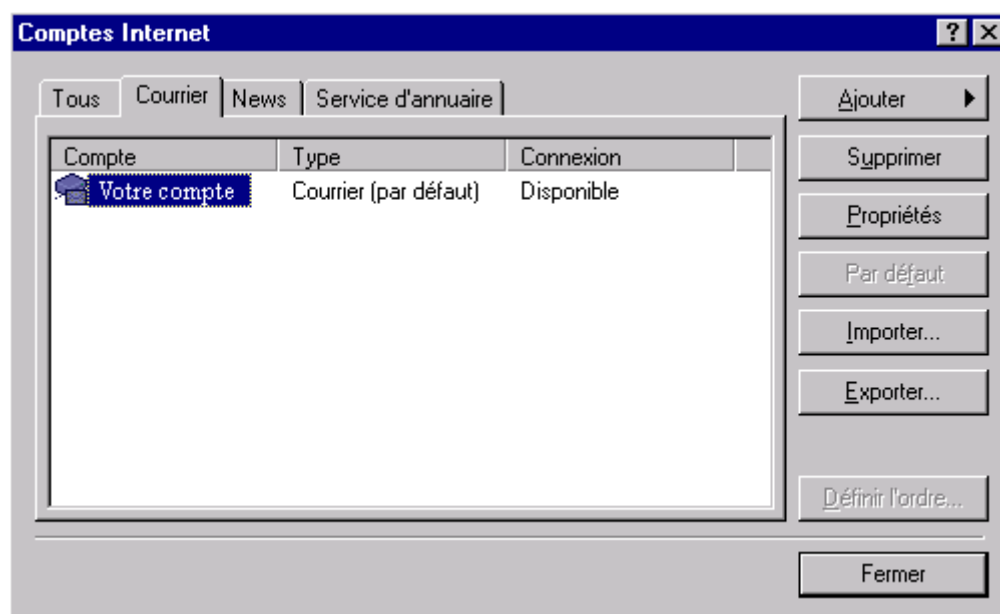 Comptes Internet
Tous Courrier News Service d'annuaire
Ajouter
Compte Type Connexion
Supprimer
Votre compte Courrier (par défaut) Disponible
Propriétés
Par défaut
Importer...
Exporter...
Définir l'ordre...
Fermer